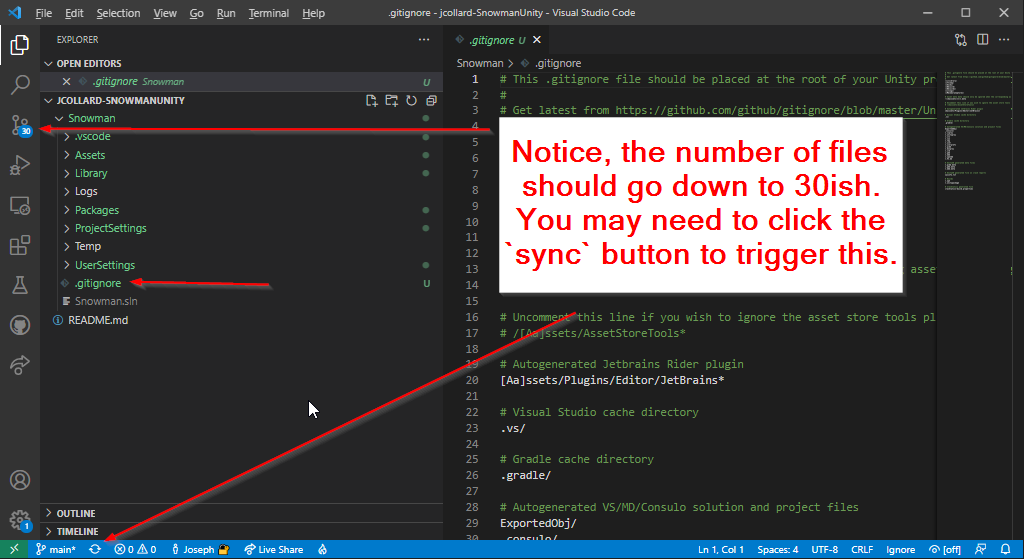 File Edit Selection View Go Run Terminal Help
.gitignore - jcollard-SnowmanUnity - Visual Studio Code
EXPLORER
OPEN EDITORS
.gitignore Snowman U
JCOLLARD-SNOWMANUNITY
Snowman
.vscode
Assets
Library
Logs
Packages
ProjectSettings
Temp
UserSettings
.gitignore U
Snowman.sln
README.md
OUTLINE
TIMELINE
30
1
.gitignore U
Snowman > .gitignore
1 # This .gitignore file should be placed at the root of your Unity pr
2 #
3 # Get latest from https://github.com/github/gitignore/blob/master/Un
4
5
6
7
8
9
10
11
12
13 asse
14
15
16 # Uncomment this line if you wish to ignore the asset store tools pl
17 # /[Aa]ssets/AssetStoreTools*
18
19 # Autogenerated Jetbrains Rider plugin
20 [Aa]ssets/Plugins/Editor/JetBrains*
21
22 # Visual Studio cache directory
23 .vs/
24
25 # Gradle cache directory
26 .gradle/
27
28 # Autogenerated VS/MD/Consulo solution and project files
29 ExportedObj/
30 .consulo/
Notice, the number of files
should go down to 30ish.
You may need to click the
`sync` button to trigger this.
main* 0 0 Joseph Live Share Ln 1, Col 1 Spaces: 4 UTF-8 CRLF Ignore [off]